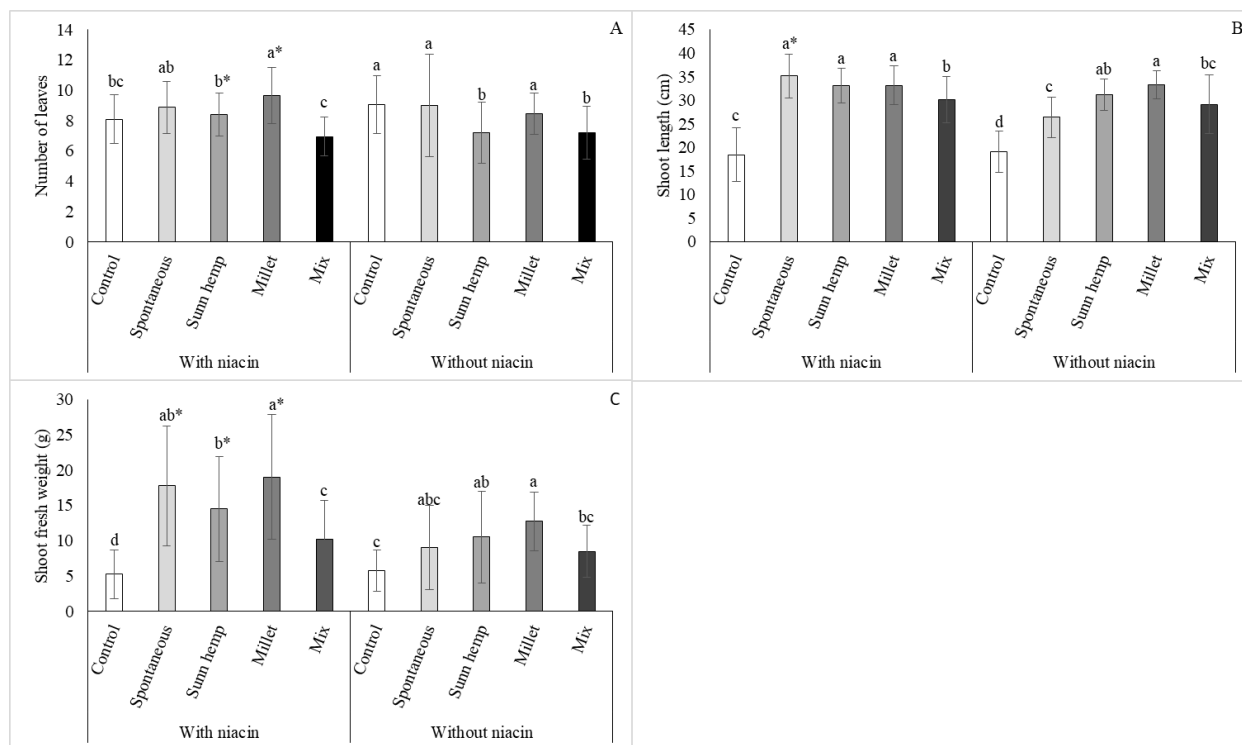 A
Number of leaves
14
12
10
8
6
4
2
0
bc
ab
b*
a*
c
a
a
b
a
b
Control
Spontaneous
Sunn hemp
Millet
Mix
Control
Spontaneous
Sunn hemp
Millet
Mix
With niacin
Without niacin
B
Shoot length (cm)
45
40
35
30
25
20
15
10
5
0
c
a*
a
a
b
d
c
ab
a
bc
Control
Spontaneous
Sunn hemp
Millet
Mix
Control
Spontaneous
Sunn hemp
Millet
Mix
With niacin
Without niacin
C
Shoot fresh weight (g)
30
25
20
15
10
5
0
d
ab*
b*
a*
c
c
abc
ab
a
bc
Control
Spontaneous
Sunn hemp
Millet
Mix
Control
Spontaneous
Sunn hemp
Millet
Mix
With niacin
Without niacin